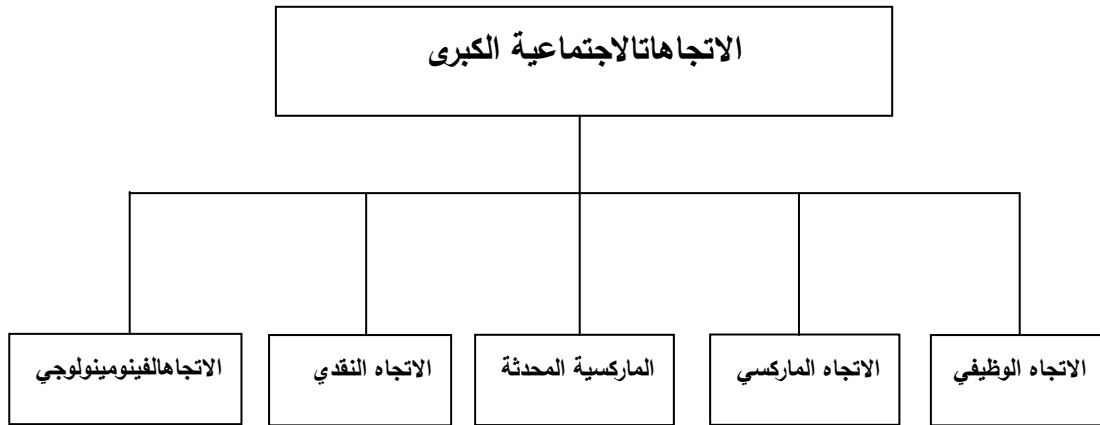 الاتجاهاتالاجتماعية الكبرى
الاتجاه الوظيفي
الاتجاه الماركسي
الماركسية المحدثة
الاتجاه النقدي
الاتجاهالفينومينولوجي